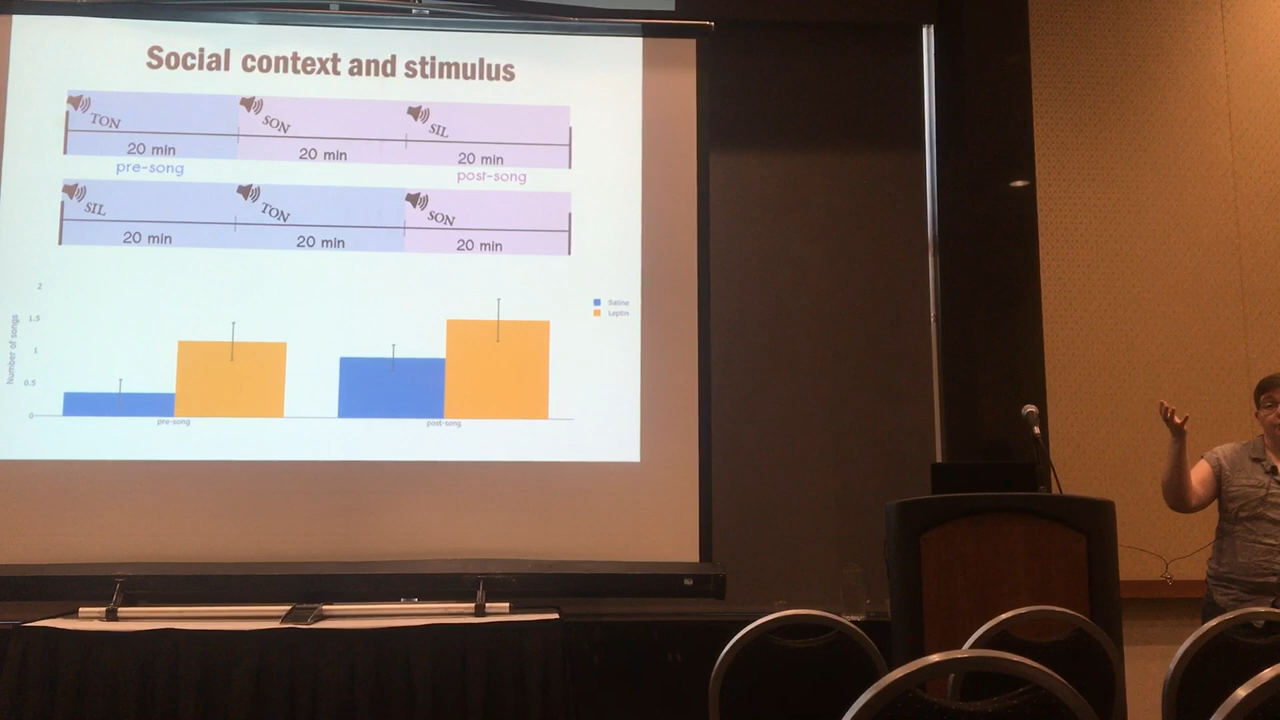 Social context and stimulus
TON SON SIL
20 min 20 min 20 min
pre-song post-song
SIL TON SON
20 min 20 min 20 min
Number of songs
2
1.5
1
0.5
0
pre-song post-song
Saline
Leptin